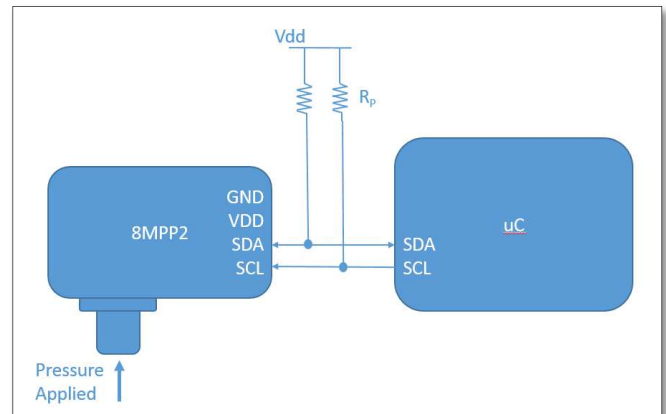 Vdd
Rₚ
GND
VDD
8MPP2
SDA
SCL
uC
SDA
SCL
Pressure
Applied